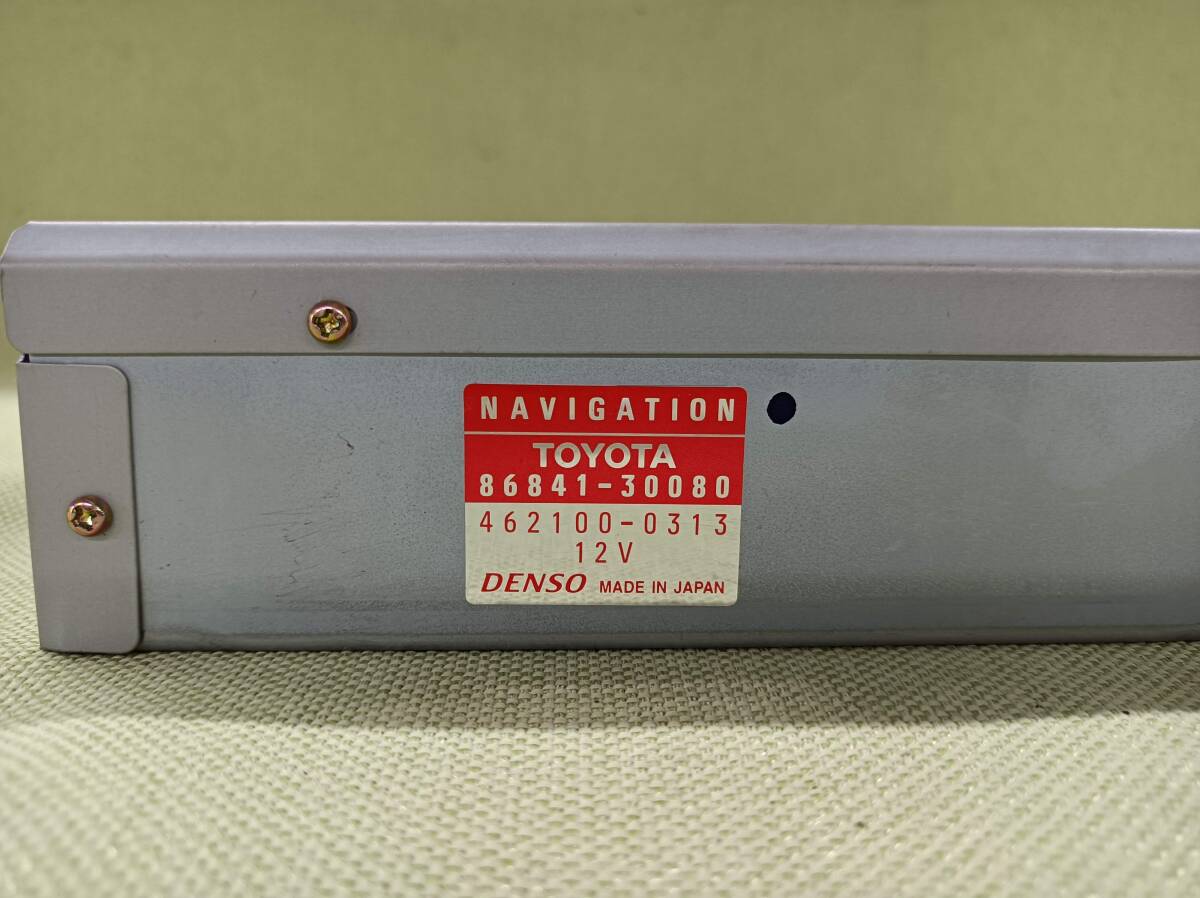 NAVIGATION
TOYOTA
86841-30080
462100-0313
12V
DENSO MADE IN JAPAN